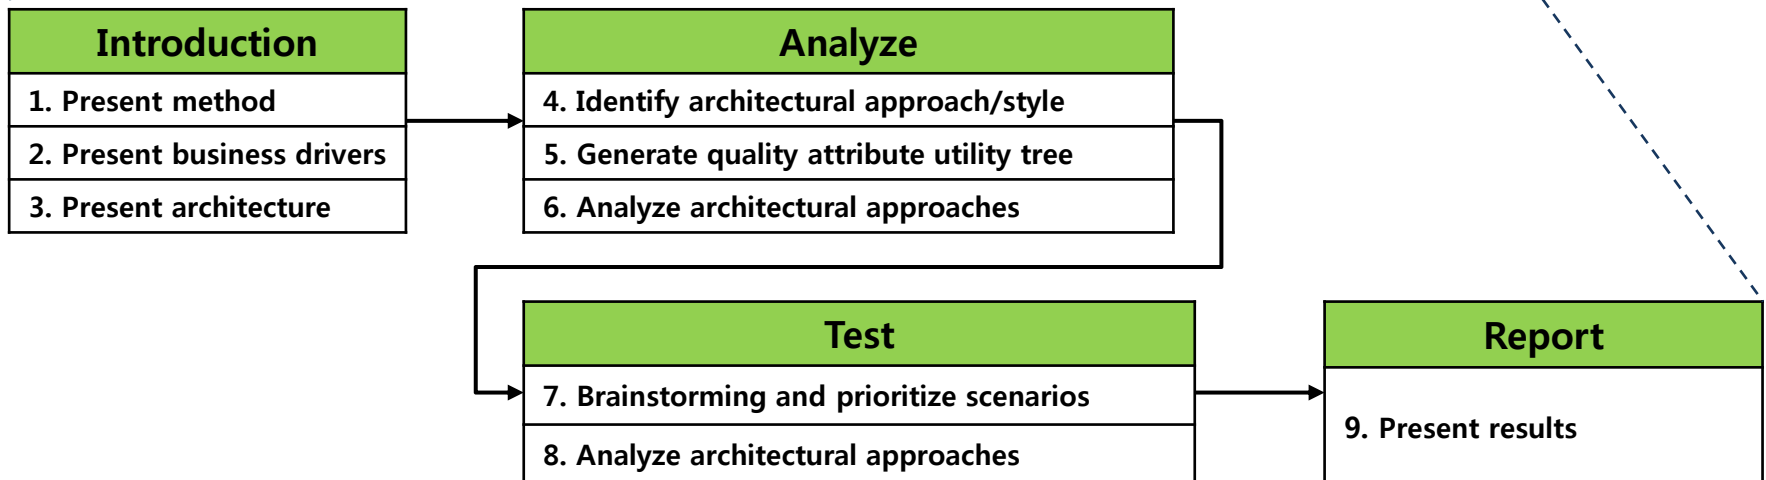 Introduction
1. Present method
2. Present business drivers
3. Present architecture
Analyze
4. Identify architectural approach/style
5. Generate quality attribute utility tree
6. Analyze architectural approaches
Test
7. Brainstorming and prioritize scenarios
8. Analyze architectural approaches
Report
9. Present results